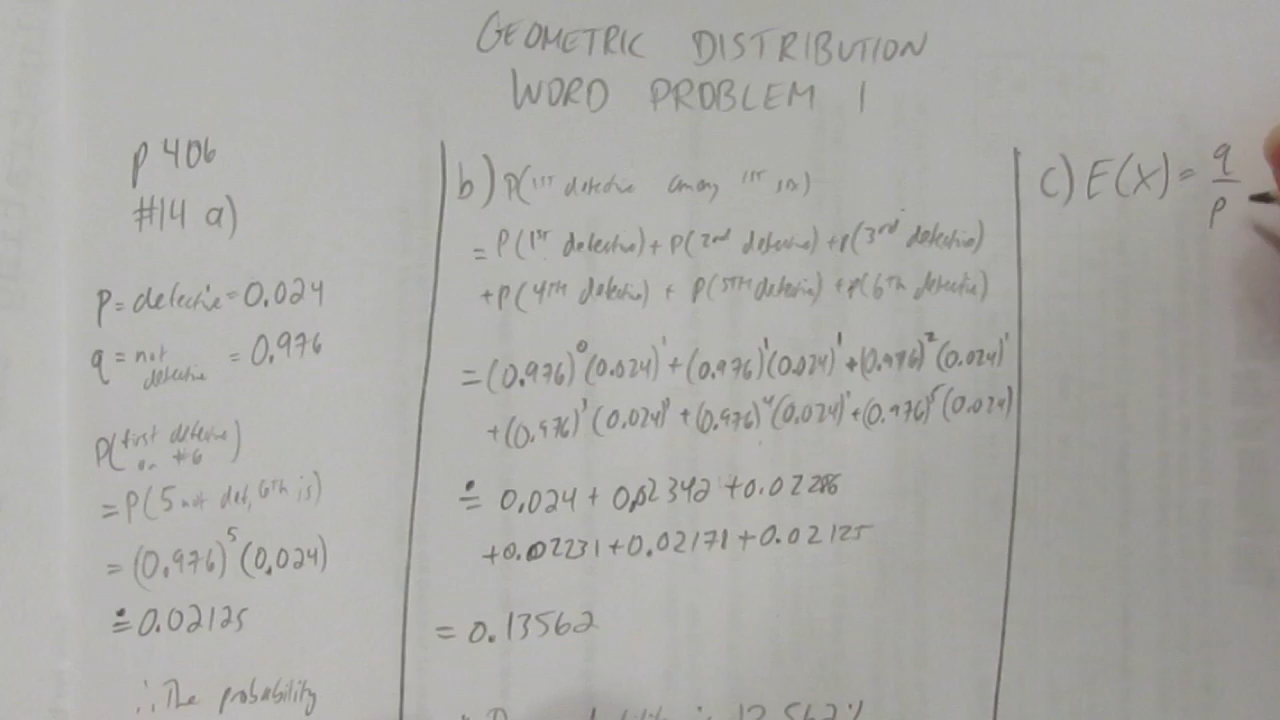 GEOMETRIC DISTRIBUTION
WORD PROBLEM 1
p 406
#14 a)
p = defective = 0.024
q = not defective = 0.976
P(first defective on #6)
= P(5 not def, 6TH is)
= (0.976)^5 (0.024)
≐ 0.02125
∴ The probability
b) P(1ST defective among 1ST six)
= P(1st defective) + P(2nd defective) + P(3rd defective)
+ P(4TH defective) + P(5TH defective) + P(6th defective)
= (0.976)^0 (0.024)^1 + (0.976)^1 (0.024)^1 + (0.976)^2 (0.024)^1
+ (0.976)^3 (0.024)^1 + (0.976)^4 (0.024)^1 + (0.976)^5 (0.024)
≐ 0.024 + 0.02342 + 0.02286
+ 0.02231 + 0.02171 + 0.02125
= 0.13562
c) E(X) = q/p